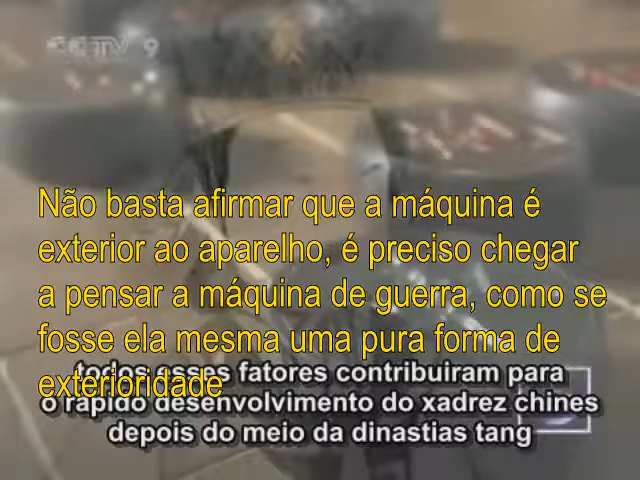 CCTV 9
Não basta afirmar que a máquina é
exterior ao aparelho, é preciso chegar
a pensar a máquina de guerra, como se
fosse ela mesma uma pura forma de
exterioridade
todos esses fatores contribuiram para
o rapido desenvolvimento do xadrez chines
depois do meio da dinastias tang